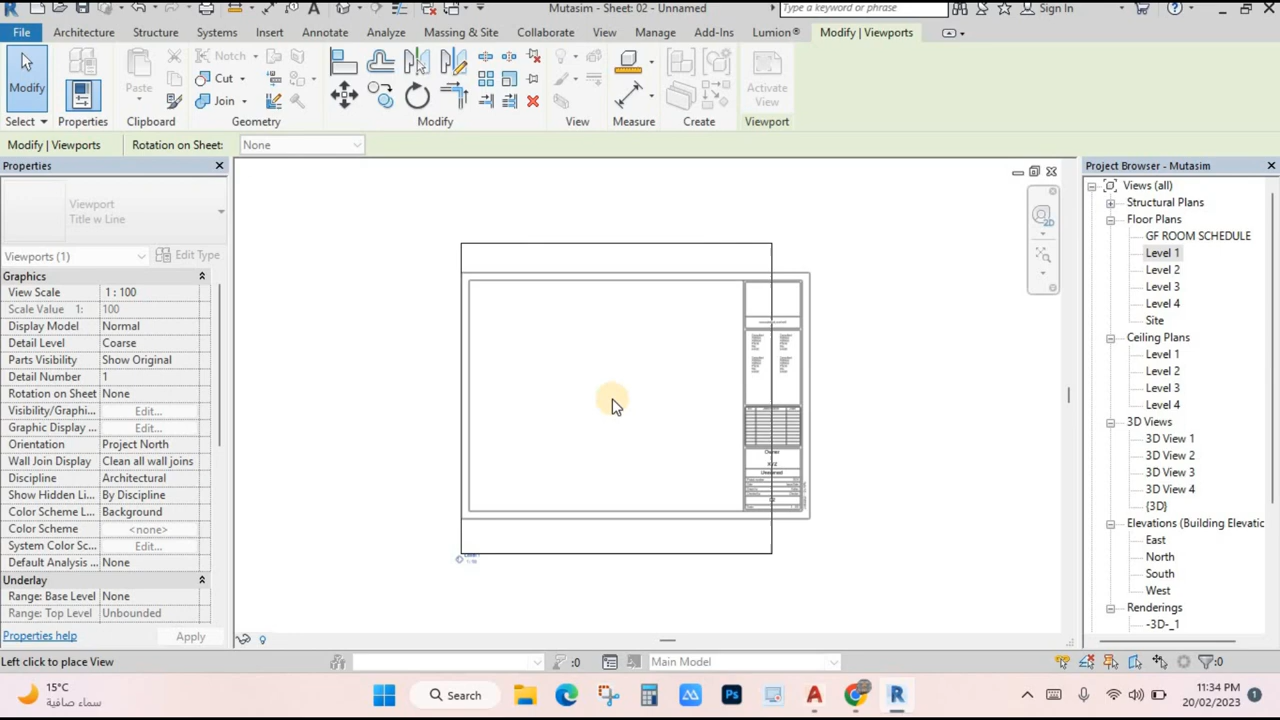 Mutasim - Sheet: 02 - Unnamed
Type a keyword or phrase
Sign In
File Architecture Structure Systems Insert Annotate Analyze Massing & Site Collaborate View Manage Add-Ins Lumion® Modify | Viewports
Modify Paste Notch Cut Join Activate View
Select Properties Clipboard Geometry Modify View Measure Create Viewport
Modify | Viewports Rotation on Sheet: None
Properties
Viewport
Title w Line
Viewports (1) Edit Type
Graphics
View Scale 1 : 100
Scale Value 1: 100
Display Model Normal
Detail Level Coarse
Parts Visibility Show Original
Detail Number 1
Rotation on Sheet None
Visibility/Graphi... Edit...
Graphic Display ... Edit...
Orientation Project North
Wall Join Display Clean all wall joins
Discipline Architectural
Show Hidden Li... By Discipline
Color Scheme L... Background
Color Scheme <none>
System Color Sc... Edit...
Default Analysis ... None
Underlay
Range: Base Level None
Range: Top Level Unbounded
Properties help Apply
Owner
Unnamed
2D
Project Browser - Mutasim
Views (all)
Structural Plans
Floor Plans
GF ROOM SCHEDULE
Level 1
Level 2
Level 3
Level 4
Site
Ceiling Plans
Level 1
Level 2
Level 3
Level 4
3D Views
3D View 1
3D View 2
3D View 3
3D View 4
{3D}
Elevations (Building Elevatio
East
North
South
West
Renderings
-3D-_1
Left click to place View :0 Main Model :0
15°C
سماء صافية
Search
Ps
11:34 PM
20/02/2023